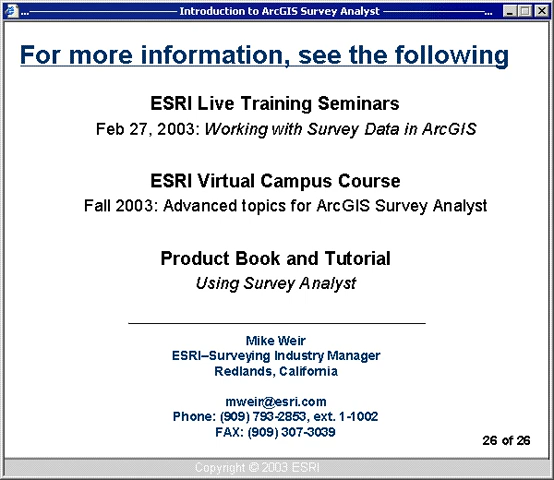 ... Introduction to ArcGIS Survey Analyst ...
For more information, see the following
ESRI Live Training Seminars
Feb 27, 2003: Working with Survey Data in ArcGIS
ESRI Virtual Campus Course
Fall 2003: Advanced topics for ArcGIS Survey Analyst
Product Book and Tutorial
Using Survey Analyst
Mike Weir
ESRI–Surveying Industry Manager
Redlands, California
mweir@esri.com
Phone: (909) 793-2853, ext. 1-1002
FAX: (909) 307-3039
26 of 26
Copyright © 2003 ESRI